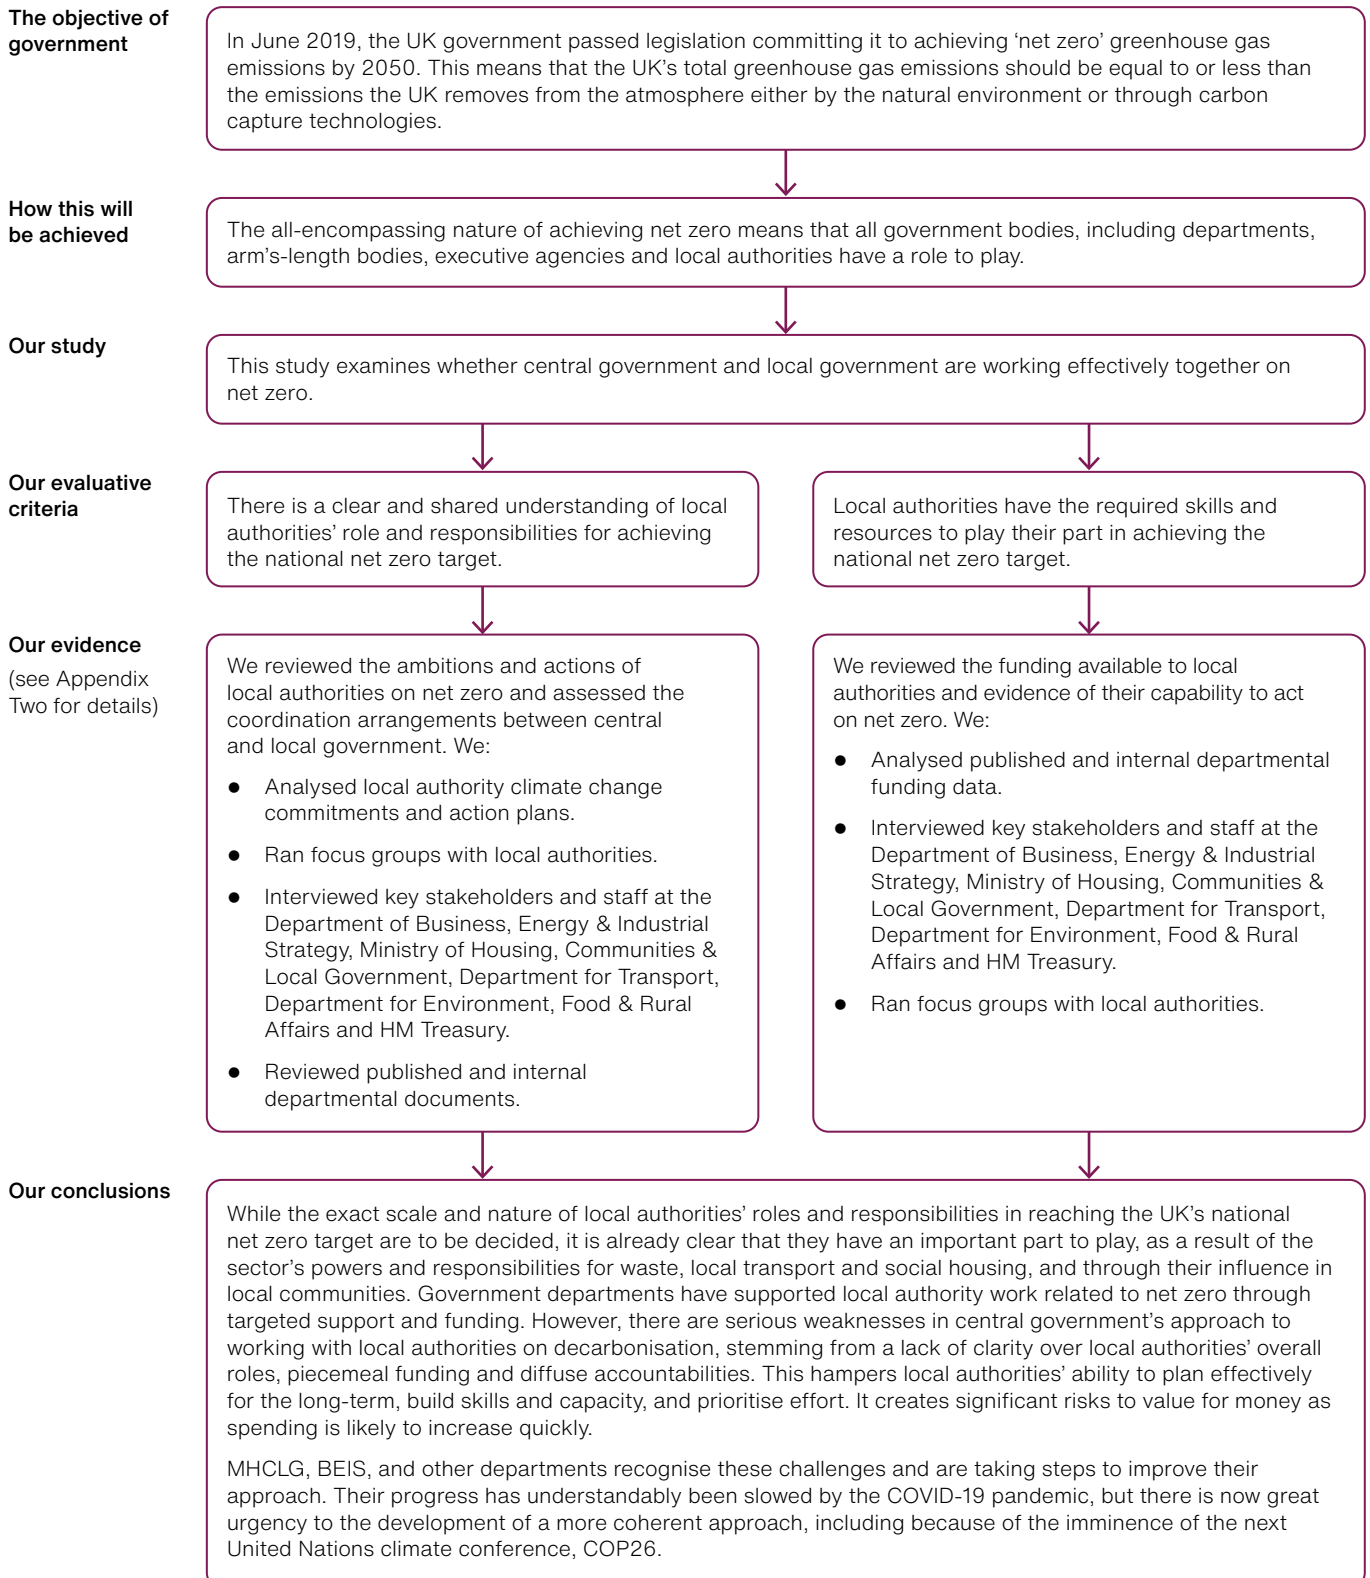 The objective of
government
In June 2019, the UK government passed legislation committing it to achieving ‘net zero’ greenhouse gas
emissions by 2050. This means that the UK’s total greenhouse gas emissions should be equal to or less than
the emissions the UK removes from the atmosphere either by the natural environment or through carbon
capture technologies.
How this will
be achieved
The all-encompassing nature of achieving net zero means that all government bodies, including departments,
arm’s-length bodies, executive agencies and local authorities have a role to play.
Our study
This study examines whether central government and local government are working effectively together on
net zero.
Our evaluative
criteria
There is a clear and shared understanding of local
authorities’ role and responsibilities for achieving
the national net zero target.
Local authorities have the required skills and
resources to play their part in achieving the
national net zero target.
Our evidence
(see Appendix
Two for details)
We reviewed the ambitions and actions of
local authorities on net zero and assessed the
coordination arrangements between central
and local government. We:
● Analysed local authority climate change
commitments and action plans.
● Ran focus groups with local authorities.
● Interviewed key stakeholders and staff at the
Department of Business, Energy & Industrial
Strategy, Ministry of Housing, Communities &
Local Government, Department for Transport,
Department for Environment, Food & Rural
Affairs and HM Treasury.
● Reviewed published and internal
departmental documents.
We reviewed the funding available to local
authorities and evidence of their capability to act
on net zero. We:
● Analysed published and internal departmental
funding data.
● Interviewed key stakeholders and staff at the
Department of Business, Energy & Industrial
Strategy, Ministry of Housing, Communities &
Local Government, Department for Transport,
Department for Environment, Food & Rural
Affairs and HM Treasury.
● Ran focus groups with local authorities.
Our conclusions
While the exact scale and nature of local authorities’ roles and responsibilities in reaching the UK’s national
net zero target are to be decided, it is already clear that they have an important part to play, as a result of the
sector’s powers and responsibilities for waste, local transport and social housing, and through their influence in
local communities. Government departments have supported local authority work related to net zero through
targeted support and funding. However, there are serious weaknesses in central government’s approach to
working with local authorities on decarbonisation, stemming from a lack of clarity over local authorities’ overall
roles, piecemeal funding and diffuse accountabilities. This hampers local authorities’ ability to plan effectively
for the long-term, build skills and capacity, and prioritise effort. It creates significant risks to value for money as
spending is likely to increase quickly.
MHCLG, BEIS, and other departments recognise these challenges and are taking steps to improve their
approach. Their progress has understandably been slowed by the COVID-19 pandemic, but there is now great
urgency to the development of a more coherent approach, including because of the imminence of the next
United Nations climate conference, COP26.